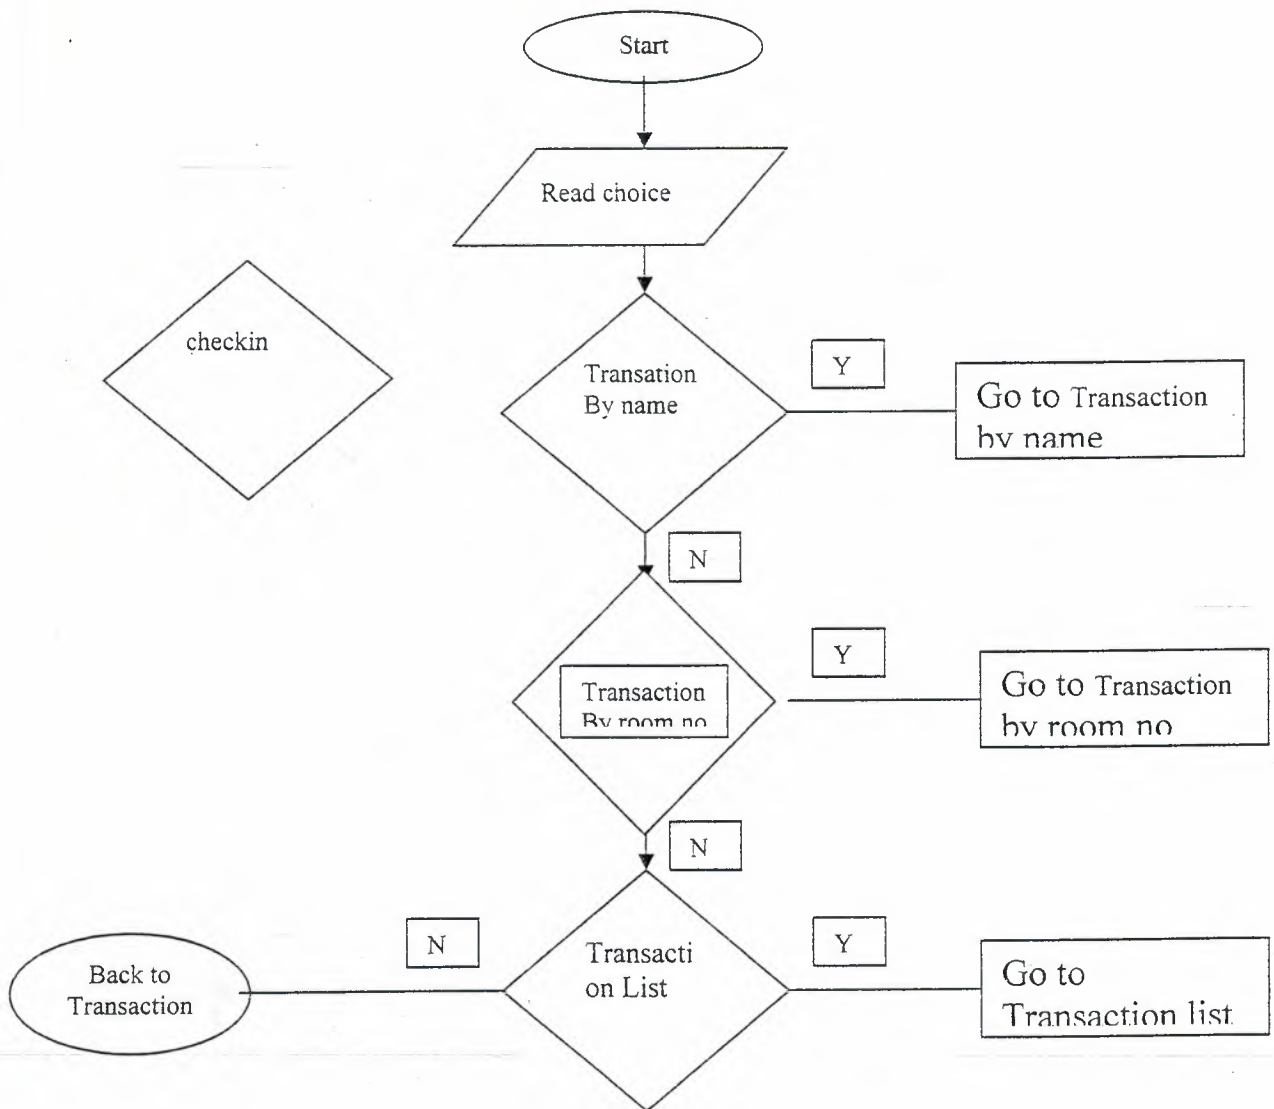 Start
Read choice
checkin
Transation
By name
Y
Go to Transaction
by name
N
Transaction
By room no
Y
Go to Transaction
by room no
N
Transacti
on List
N
Y
Back to
Transaction
Go to
Transaction list